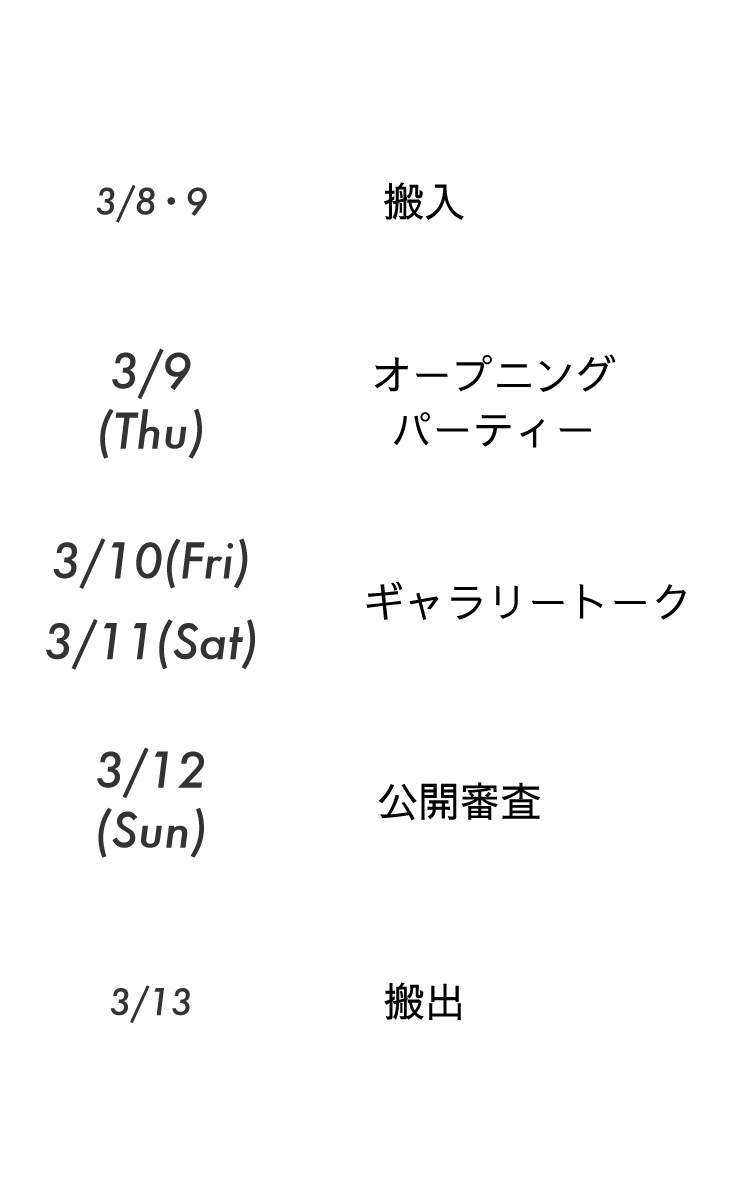 3/8・9 搬入
3/9
(Thu)
オープニング
パーティー
3/10(Fri)
3/11(Sat)
ギャラリートーク
3/12
(Sun)
公開審査
3/13 搬出